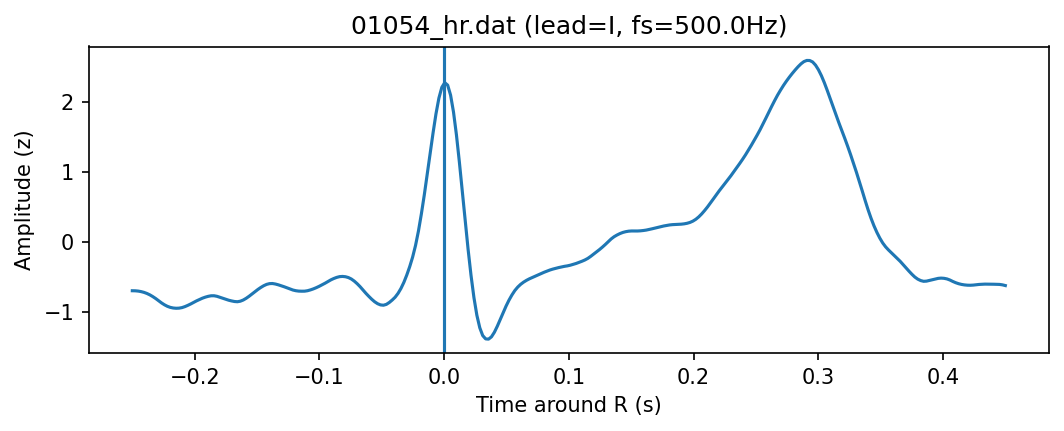 01054_hr.dat (lead=I, fs=500.0Hz)
Amplitude (z)
2
1
0
−1
−0.2 −0.1 0.0 0.1 0.2 0.3 0.4
Time around R (s)